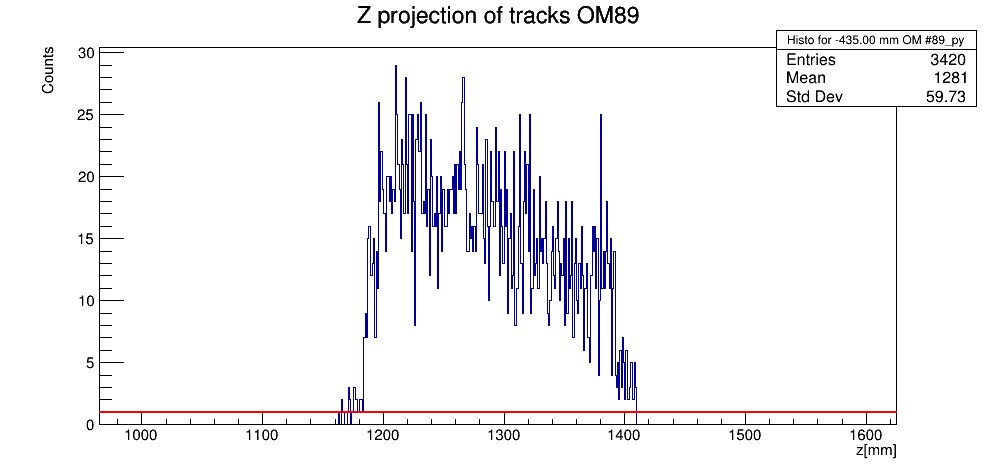 Z projection of tracks OM89
Histo for -435.00 mm OM #89_py
Entries 3420
Mean 1281
Std Dev 59.73
Counts
30
25
20
15
10
5
0
1000 1100 1200 1300 1400 1500 1600
z[mm]